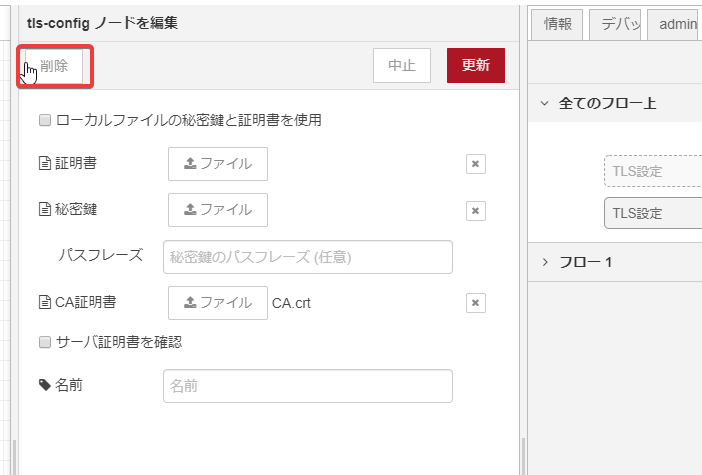 tls-config ノードを編集
削除
中止
更新
ローカルファイルの秘密鍵と証明書を使用
証明書
ファイル
秘密鍵
ファイル
パスフレーズ
秘密鍵のパスフレーズ (任意)
CA証明書
ファイル
CA.crt
サーバ証明書を確認
名前
名前
情報
デバッ
admin
全てのフロー上
TLS設定
TLS設定
フロー 1